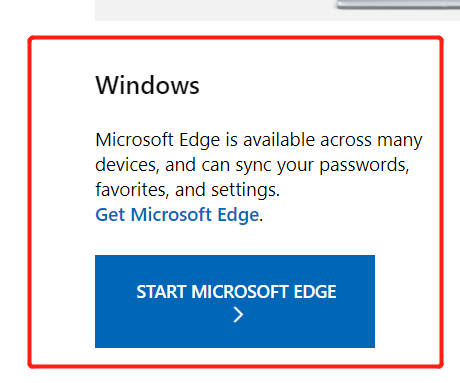 Windows
Microsoft Edge is available across many
devices, and can sync your passwords,
favorites, and settings.
Get Microsoft Edge.
START MICROSOFT EDGE